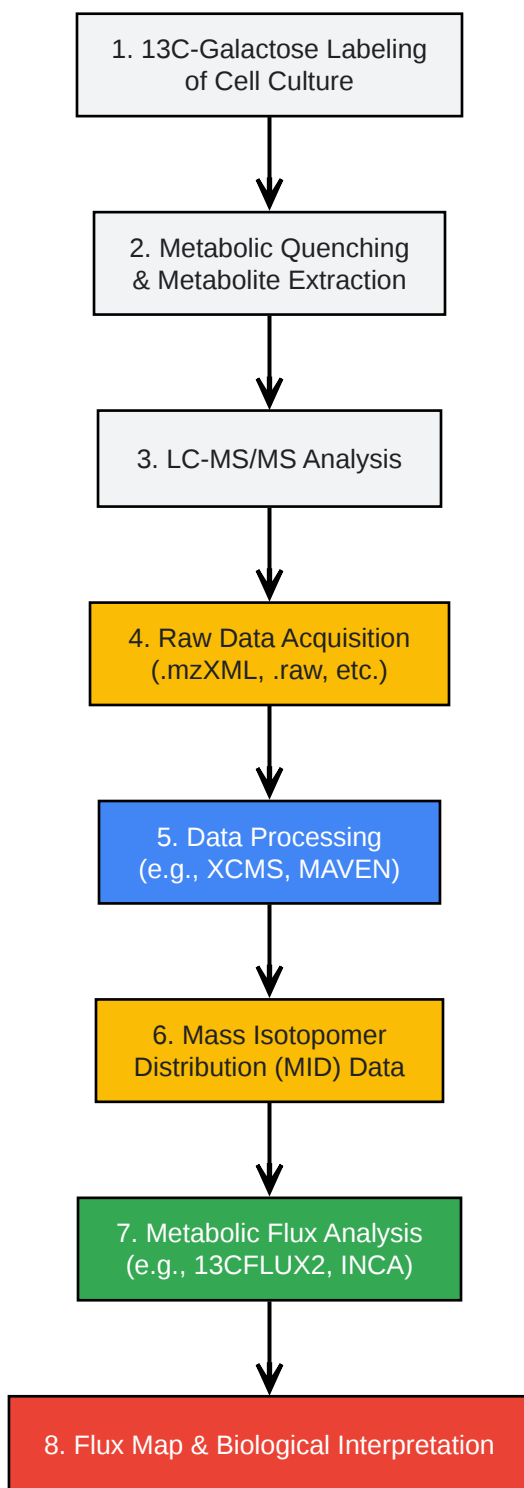 1. 13C-Galactose Labeling
of Cell Culture
2. Metabolic Quenching
& Metabolite Extraction
3. LC-MS/MS Analysis
4. Raw Data Acquisition
(.mzXML, .raw, etc.)
5. Data Processing
(e.g., XCMS, MAVEN)
6. Mass Isotopomer
Distribution (MID) Data
7. Metabolic Flux Analysis
(e.g., 13CFLUX2, INCA)
8. Flux Map & Biological Interpretation